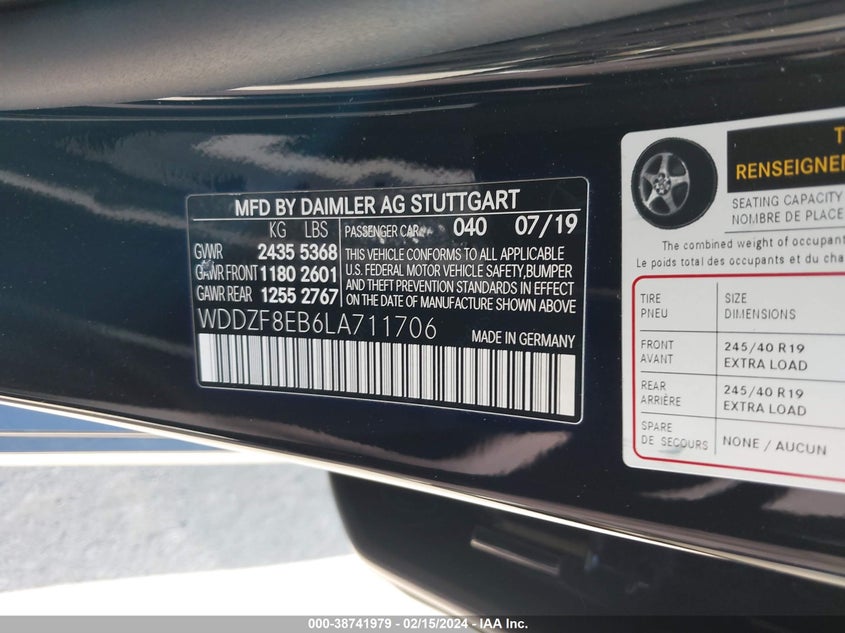 MFD BY DAIMLER AG STUTTGART
KG LBS
GVWR 2435 5368
GAWR FRONT 1180 2601
GAWR REAR 1255 2767
PASSENGER CAR 040 07/19
THIS VEHICLE CONFORMS TO ALL APPLICABLE
U.S. FEDERAL MOTOR VEHICLE SAFETY, BUMPER
AND THEFT PREVENTION STANDARDS IN EFFECT
ON THE DATE OF MANUFACTURE SHOWN ABOVE
WDDZF8EB6LA711706
MADE IN GERMANY
RENSEIGNEM
SEATING CAPACITY
NOMBRE DE PLACE
The combined weight of occupan
Le poids total des occupants et du cha
TIRE SIZE
PNEU DIMENSIONS
FRONT 245/40 R19
AVANT EXTRA LOAD
REAR 245/40 R19
ARRIÈRE EXTRA LOAD
SPARE NONE / AUCUN
DE SECOURS
000-38741979 - 02/15/2024 - IAA Inc.